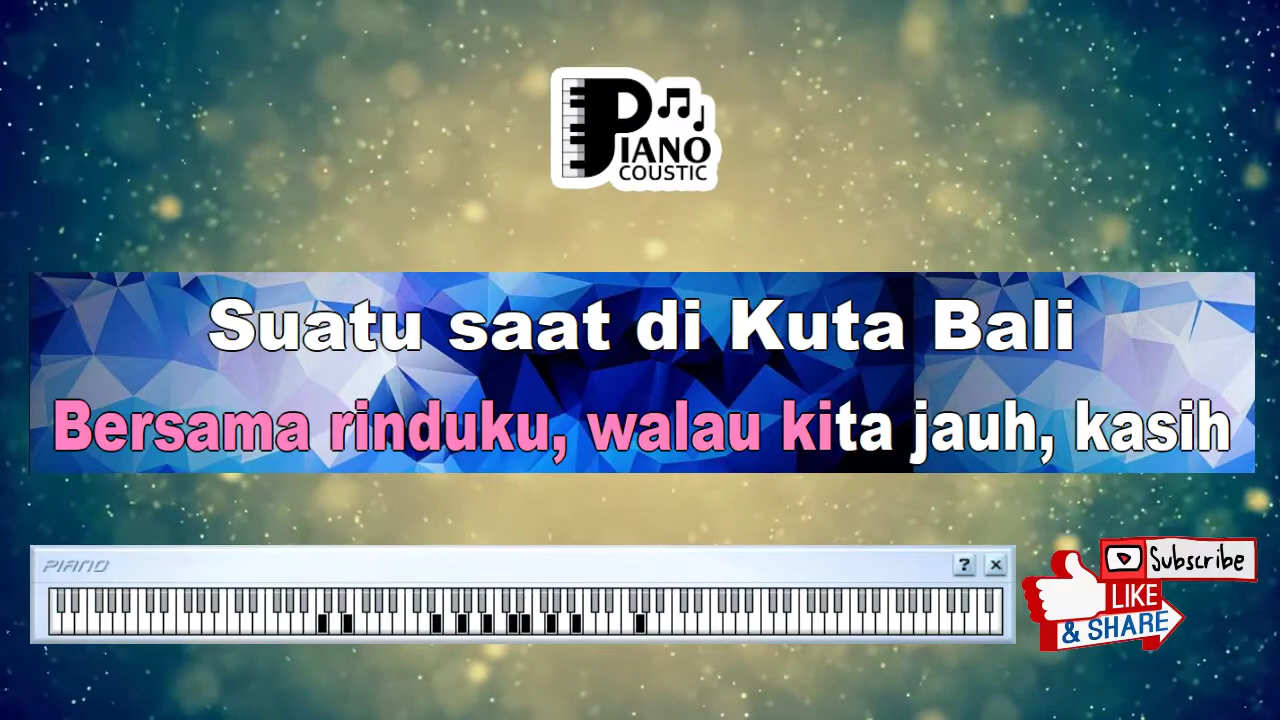 PIANO
COUSTIC
Suatu saat di Kuta Bali
Bersama rinduku, walau kita jauh, kasih
PIANO
? ×
Subscribe
LIKE
& SHARE